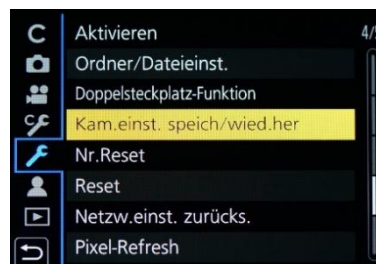 C
Aktivieren
4/5
Ordner/Dateieinst.
Doppelsteckplatz-Funktion
C
Kam.einst. speich/wied.her
Nr.Reset
Reset
Netzw.einst. zurücks.
Pixel-Refresh